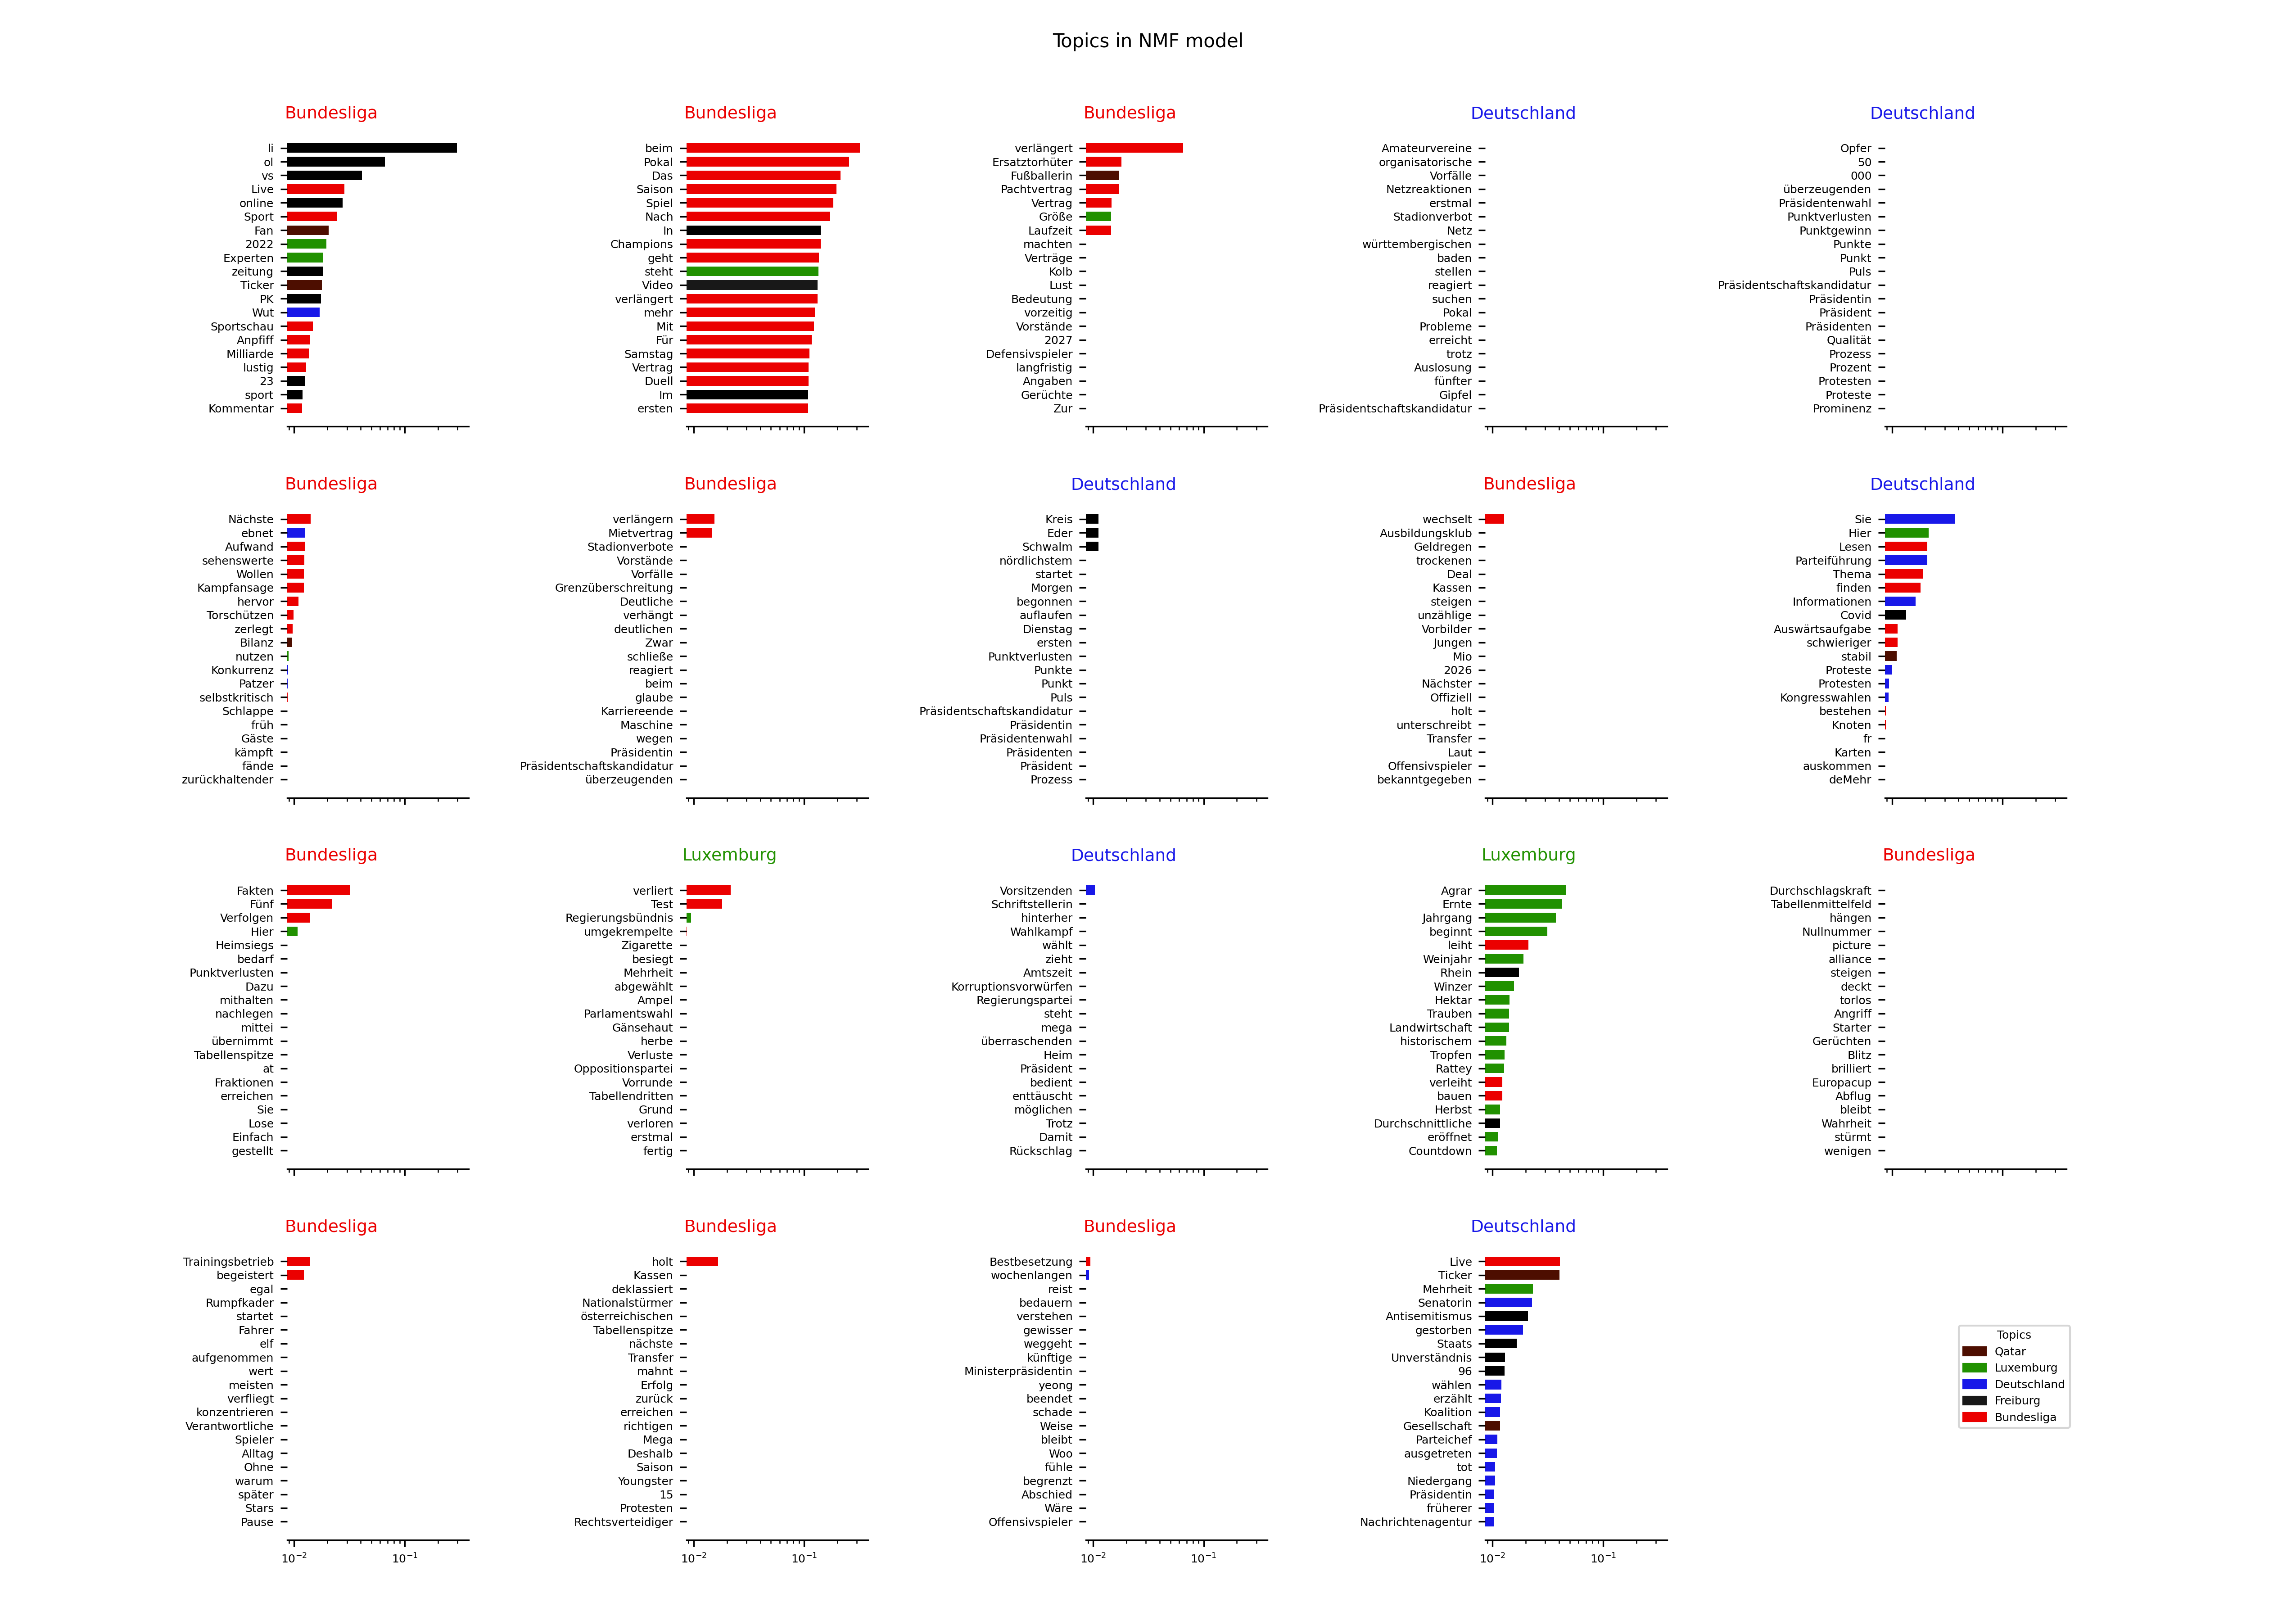 Topics in NMF model
Bundesliga
li
ol
vs
Live
online
Sport
Fan
2022
Experten
zeitung
Ticker
PK
Wut
Sportschau
Anpfiff
Milliarde
lustig
23
sport
Kommentar
Bundesliga
beim
Pokal
Das
Saison
Spiel
Nach
In
Champions
geht
steht
Video
verlängert
mehr
Mit
Für
Samstag
Vertrag
Duell
Im
ersten
Bundesliga
verlängert
Ersatztorhüter
Fußballerin
Pachtvertrag
Vertrag
Größe
Laufzeit
machten
Verträge
Kolb
Lust
Bedeutung
vorzeitig
Vorstände
2027
Defensivspieler
langfristig
Angaben
Gerüchte
Zur
Deutschland
Amateurvereine
organisatorische
Vorfälle
Netzreaktionen
erstmal
Stadionverbot
Netz
württembergischen
baden
stellen
reagiert
suchen
Pokal
Probleme
erreicht
trotz
Auslosung
fünfter
Gipfel
Präsidentschaftskandidatur
Deutschland
Opfer
50
000
überzeugenden
Präsidentenwahl
Punktverlusten
Punktgewinn
Punkte
Punkt
Puls
Präsidentschaftskandidatur
Präsidentin
Präsident
Präsidenten
Qualität
Prozess
Prozent
Protesten
Proteste
Prominenz
Bundesliga
Nächste
ebnet
Aufwand
sehenswerte
Wollen
Kampfansage
hervor
Torschützen
zerlegt
Bilanz
nutzen
Konkurrenz
Patzer
selbstkritisch
Schlappe
früh
Gäste
kämpft
fände
zurückhaltender
Bundesliga
verlängern
Mietvertrag
Stadionverbote
Vorstände
Vorfälle
Grenzüberschreitung
Deutliche
verhängt
deutlichen
Zwar
schließe
reagiert
beim
glaube
Karriereende
Maschine
wegen
Präsidentin
Präsidentschaftskandidatur
überzeugenden
Deutschland
Kreis
Eder
Schwalm
nördlichstem
startet
Morgen
begonnen
auflaufen
Dienstag
ersten
Punktverlusten
Punkte
Punkt
Puls
Präsidentschaftskandidatur
Präsidentin
Präsidentenwahl
Präsidenten
Präsident
Prozess
Bundesliga
wechselt
Ausbildungsklub
Geldregen
trockenen
Deal
Kassen
steigen
unzählige
Vorbilder
Jungen
Mio
2026
Nächster
Offiziell
holt
unterschreibt
Transfer
Laut
Offensivspieler
bekanntgegeben
Deutschland
Sie
Hier
Lesen
Parteiführung
Thema
finden
Informationen
Covid
Auswärtsaufgabe
schwieriger
stabil
Proteste
Protesten
Kongresswahlen
bestehen
Knoten
fr
Karten
auskommen
deMehr
Bundesliga
Fakten
Fünf
Verfolgen
Hier
Heimsiegs
bedarf
Punktverlusten
Dazu
mithalten
nachlegen
mittei
übernimmt
Tabellenspitze
at
Fraktionen
erreichen
Sie
Lose
Einfach
gestellt
Luxemburg
verliert
Test
Regierungsbündnis
umgekrempelte
Zigarette
besiegt
Mehrheit
abgewählt
Ampel
Parlamentswahl
Gänsehaut
herbe
Verluste
Oppositionspartei
Vorrunde
Tabellendritten
Grund
verloren
erstmal
fertig
Deutschland
Vorsitzenden
Schriftstellerin
hinterher
Wahlkampf
wählt
zieht
Amtszeit
Korruptionsvorwürfen
Regierungspartei
steht
mega
überraschenden
Heim
Präsident
bedient
enttäuscht
möglichen
Trotz
Damit
Rückschlag
Luxemburg
Agrar
Ernte
Jahrgang
beginnt
leiht
Weinjahr
Rhein
Winzer
Hektar
Trauben
Landwirtschaft
historischem
Tropfen
Rattey
verleiht
bauen
Herbst
Durchschnittliche
eröffnet
Countdown
Bundesliga
Durchschlagskraft
Tabellenmittelfeld
hängen
Nullnummer
picture
alliance
steigen
deckt
torlos
Angriff
Starter
Gerüchten
Blitz
brilliert
Europacup
Abflug
bleibt
Wahrheit
stürmt
wenigen
Bundesliga
Trainingsbetrieb
begeistert
egal
Rumpfkader
startet
Fahrer
elf
aufgenommen
wert
meisten
verfliegt
konzentrieren
Verantwortliche
Spieler
Alltag
Ohne
warum
später
Stars
Pause
10⁻² 10⁻¹
Bundesliga
holt
Kassen
deklassiert
Nationalstürmer
österreichischen
Tabellenspitze
nächste
Transfer
mahnt
Erfolg
zurück
erreichen
richtigen
Mega
Deshalb
Saison
Youngster
15
Protesten
Rechtsverteidiger
10⁻² 10⁻¹
Bundesliga
Bestbesetzung
wochenlangen
reist
bedauern
verstehen
gewisser
weggeht
künftige
Ministerpräsidentin
yeong
beendet
schade
Weise
bleibt
Woo
fühle
begrenzt
Abschied
Wäre
Offensivspieler
10⁻² 10⁻¹
Deutschland
Live
Ticker
Mehrheit
Senatorin
Antisemitismus
gestorben
Staats
Unverständnis
96
wählen
erzählt
Koalition
Gesellschaft
Parteichef
ausgetreten
tot
Niedergang
Präsidentin
früherer
Nachrichtenagentur
10⁻² 10⁻¹
Topics
Qatar
Luxemburg
Deutschland
Freiburg
Bundesliga